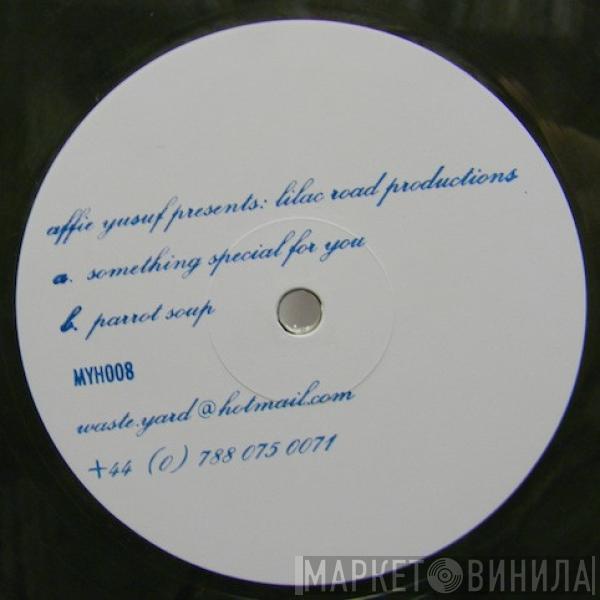 affie yusuf presents: lilac road productions
a. something special for you
b. parrot soup
MYH008
waste.yard@hotmail.com
+44 (0) 788 075 0071
МАРКЕТ ВИНИЛА